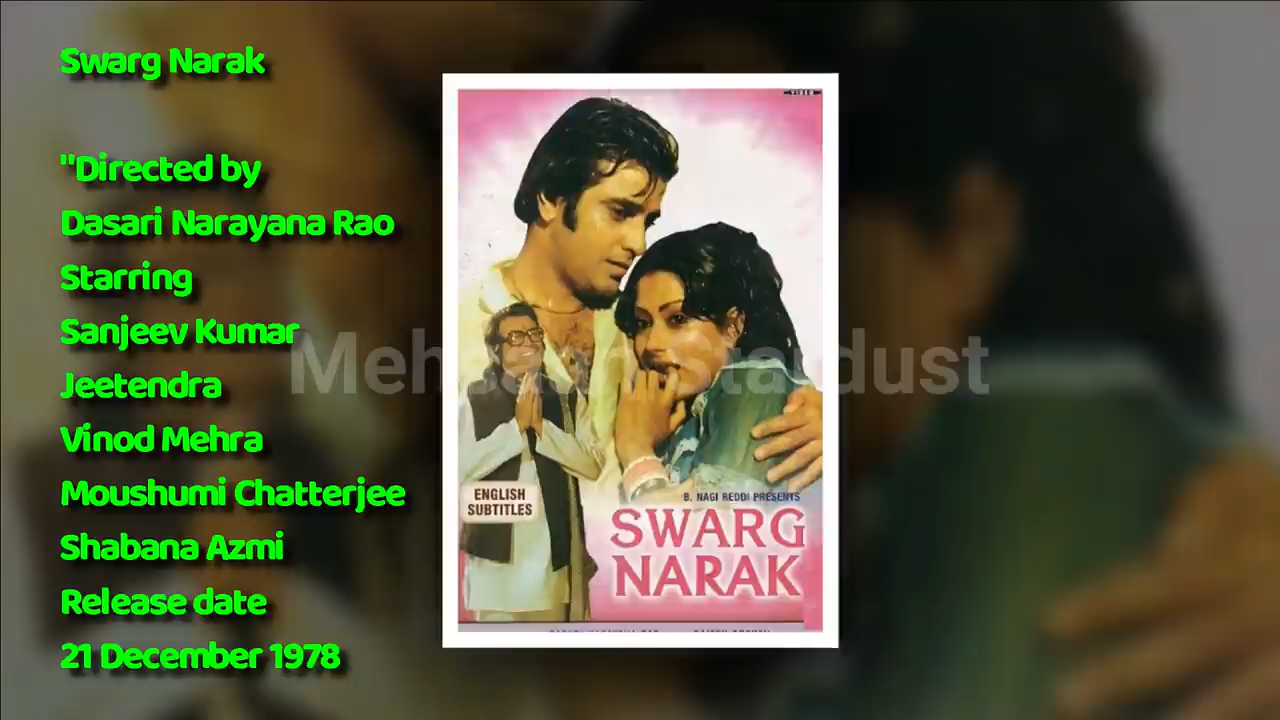 Swarg Narak
"Directed by
Dasari Narayana Rao
Starring
Sanjeev Kumar
Jeetendra
Vinod Mehra
Moushumi Chatterjee
Shabana Azmi
Release date
21 December 1978
VIDEO
ENGLISH
SUBTITLES
B. NAGI REDDI PRESENTS
SWARG
NARAK